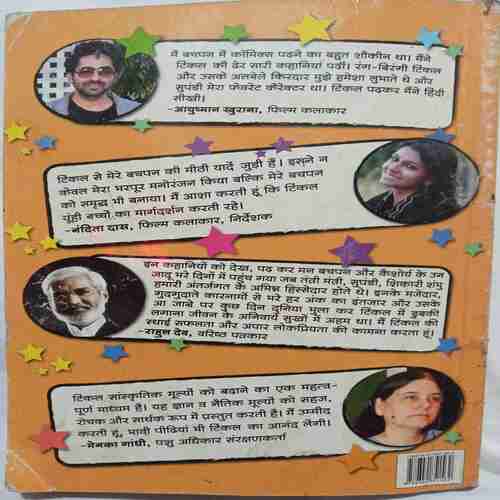 मैं बचपन में कॉमिक्स पढ़ने का बहुत शौकीन था। मैंने
टिंकल की ढेर सारी कहानियां पढ़ीं। रंग-बिरंगी टिंकल
और उसके अलबेले किरदार मुझे हमेशा लुभाते थे और
सुपंडी मेरा फेवरेट कॅरेक्टर था। टिंकल पढ़कर मैंने हिंदी
सीखी।
-आयुष्मान खुराना, फिल्म कलाकार
टिंकल से मेरे बचपन की मीठी यादें जुड़ी हैं। इसने न
केवल मेरा भरपूर मनोरंजन किया बल्कि मेरे बचपन
को समृद्ध भी बनाया। मैं आशा करती हूं कि टिंकल
यूंही बच्चों का मार्गदर्शन करती रहे।
-नंदिता दास, फिल्म कलाकार, निर्देशक
इन कहानियों को देख, पढ़ कर मन बचपन और कैशोर्य के उन
जादू भरे दिनों में पहुंच गया जब तंत्री मंत्री, सुपंडी, शिकारी शंभु
हमारी अंतर्जगत के अभिन्न हिस्सेदार होते थे। इनके मजेदार,
गुदगुदाते कारनामों से भरे हर अंक का इंतजार और उसके
आ जाने पर कुछ दिन दुनिया भुला कर टिंकल में डुबकी
लगाना जीवन के अनिवार्य सुखों में अहम था। मैं टिंकल की
स्थाई सफलता और अपार लोकप्रियता की कामना करता हूं।
-राहुल देव, वरिष्ठ पत्रकार
टिंकल सांस्कृतिक मूल्यों को बढ़ाने का एक महत्व-
पूर्ण माध्यम है। यह ज्ञान व नैतिक मूल्यों को सहज,
रोचक और सार्थक रूप में प्रस्तुत करती है। मैं उम्मीद
करती हूं, भावी पीढ़ियां भी टिंकल का आनंद लेंगी।
-मेनका गांधी, पशु अधिकार संरक्षणकर्ता